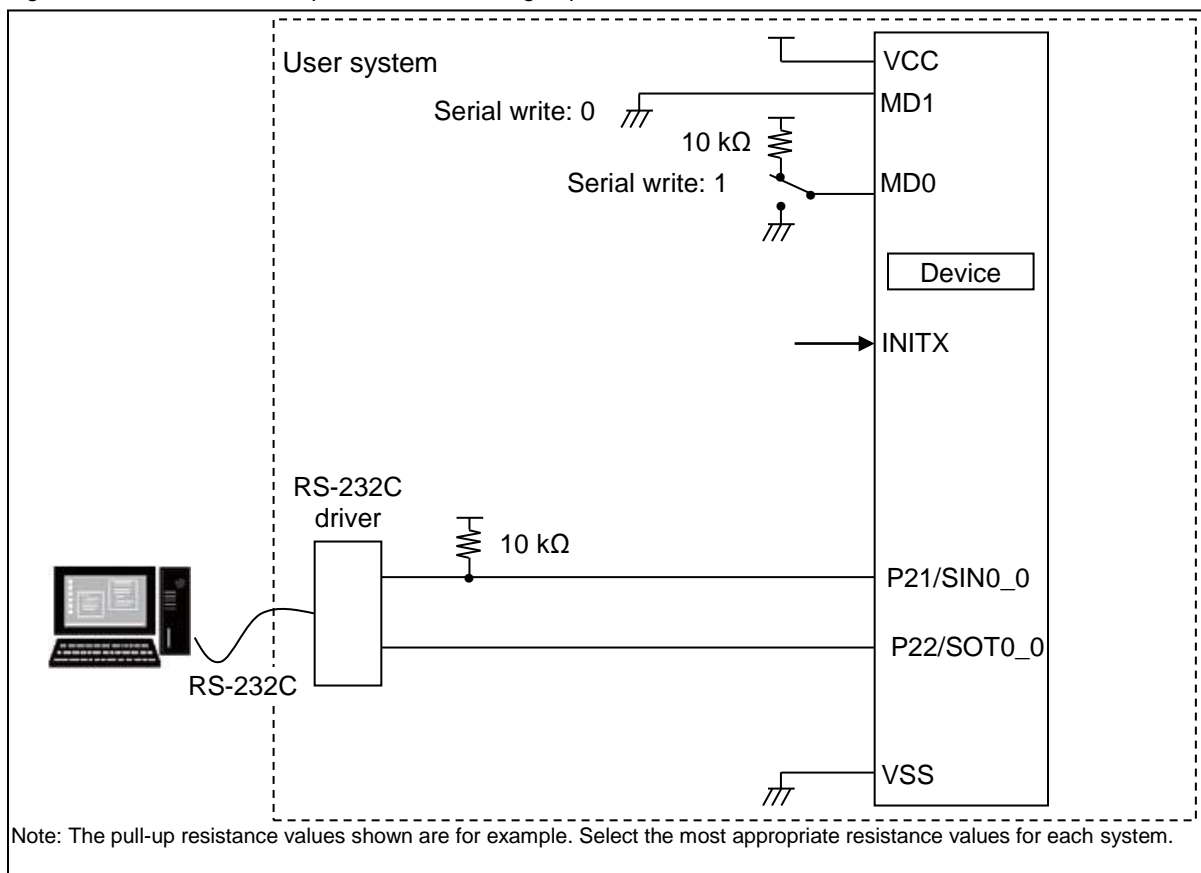 User system
VCC
MD1
Serial write: 0
10 kΩ
Serial write: 1
MD0
Device
INITX
RS-232C
driver
10 kΩ
P21/SIN0_0
P22/SOT0_0
RS-232C
VSS
Note: The pull-up resistance values shown are for example. Select the most appropriate resistance values for each system.